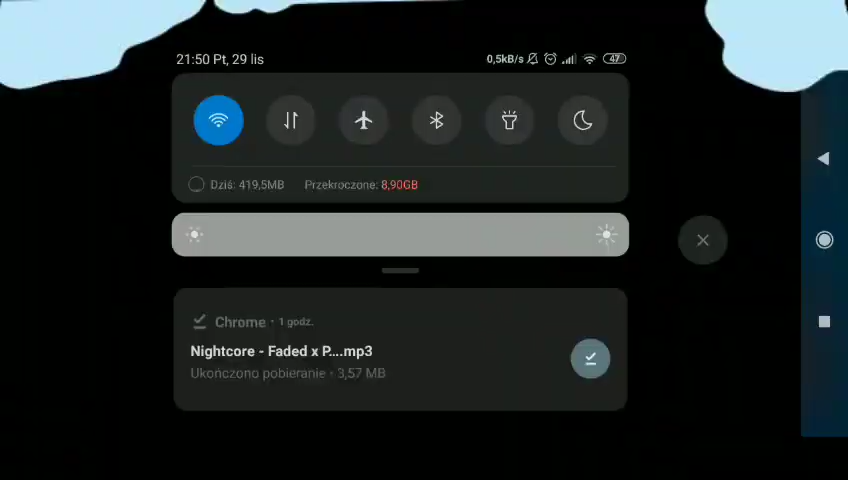 21:50 Pt, 29 lis
0,5kB/s 47
Dziś: 419,5MB Przekroczone: 8,90GB
Chrome • 1 godz.
Nightcore - Faded x P....mp3
Ukończono pobieranie • 3,57 MB